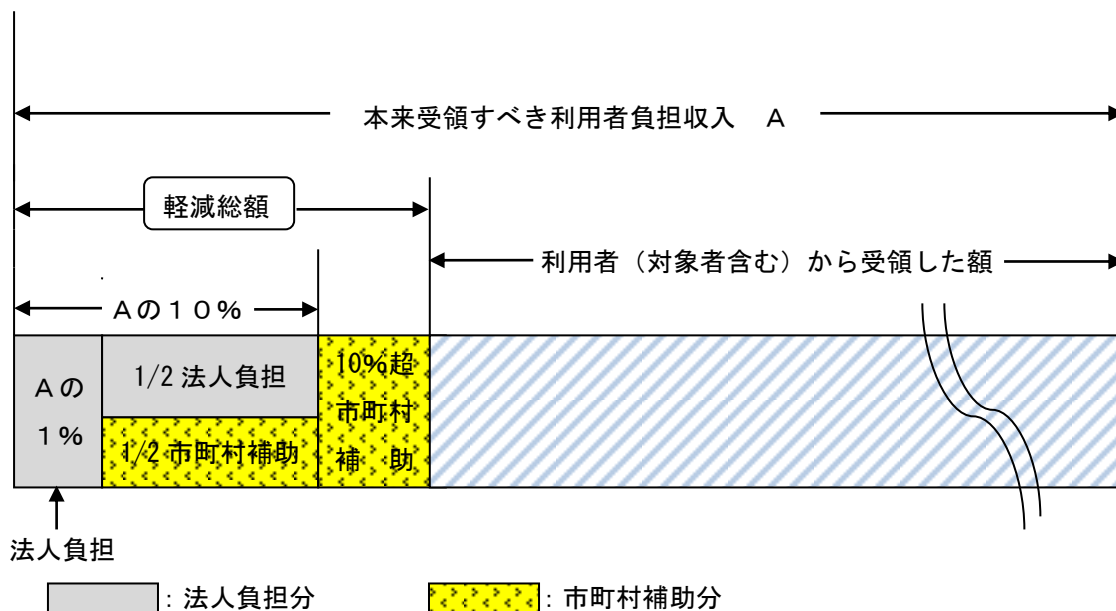 本来受領すべき利用者負担収入　Ａ
軽減総額
利用者（対象者含む）から受領した額
Ａの１０％
Ａの
１％
1/2 法人負担
1/2 市町村補助
10%超
市町村
補　助
法人負担
：法人負担分
：市町村補助分